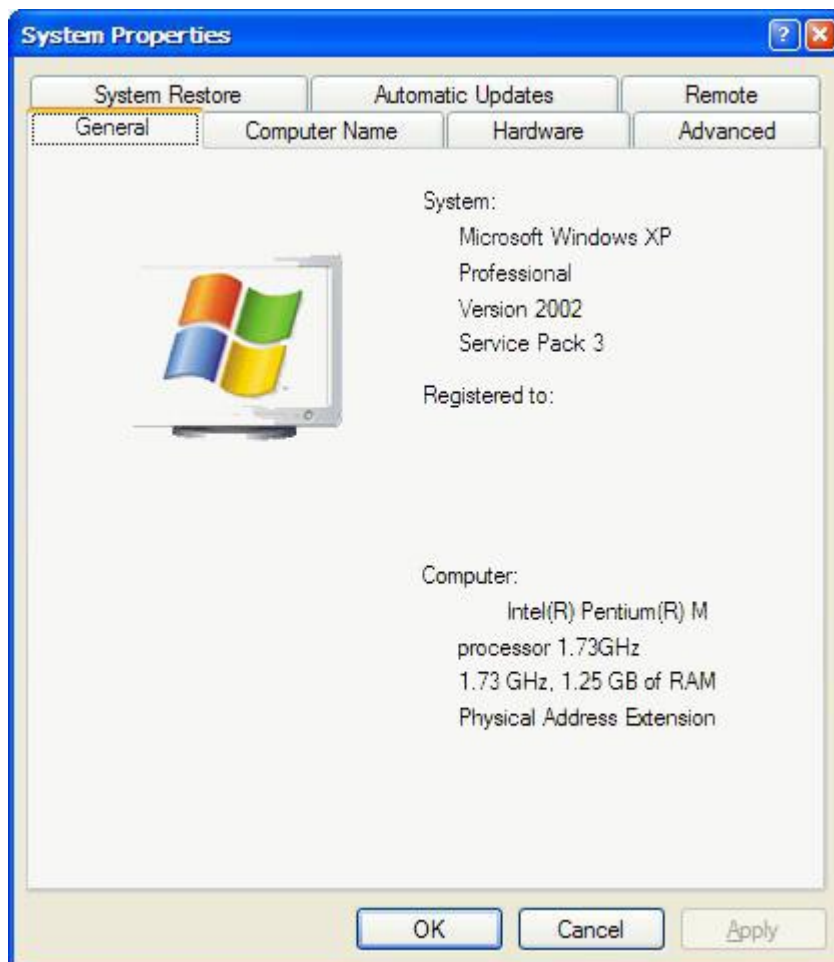 System Properties
System Restore
Automatic Updates
Remote
General
Computer Name
Hardware
Advanced
System:
Microsoft Windows XP
Professional
Version 2002
Service Pack 3
Registered to:
Computer:
Intel(R) Pentium(R) M
processor 1.73GHz
1.73 GHz, 1.25 GB of RAM
Physical Address Extension
OK
Cancel
Apply